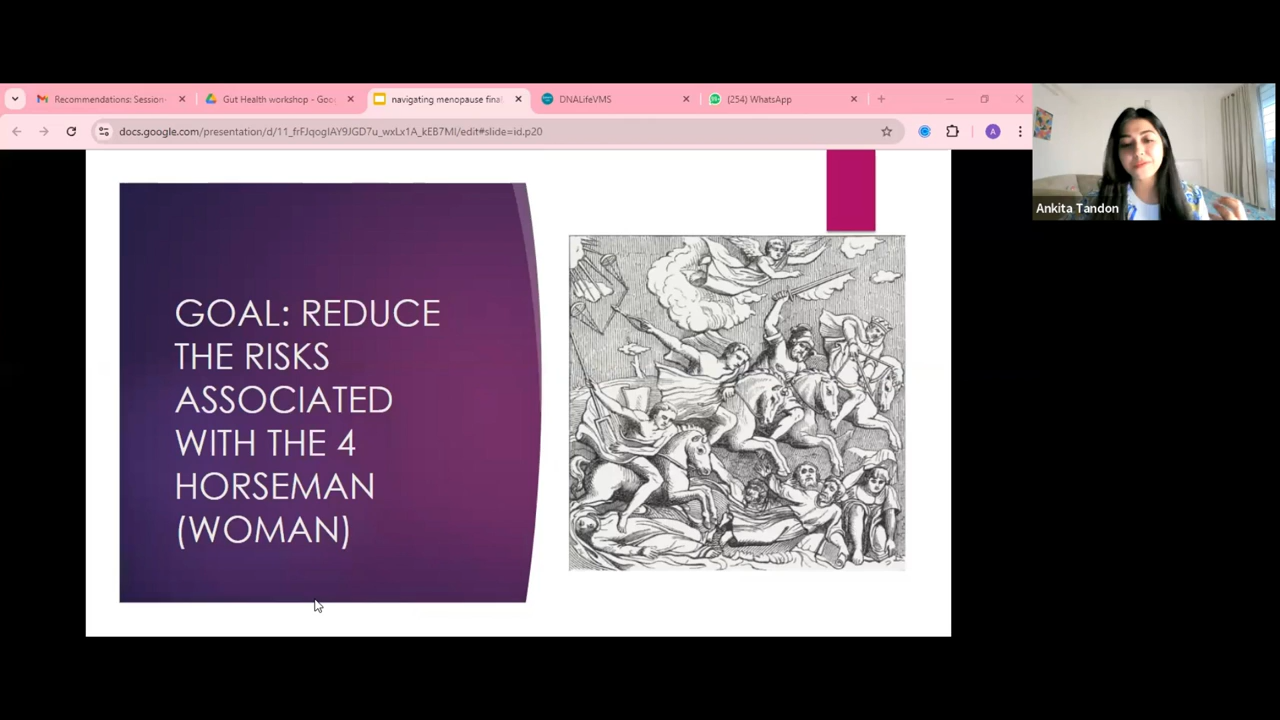 Recommendations: Session
Gut Health workshop - Goo
navigating menopause final
DNALifeVMS
(254) WhatsApp
docs.google.com/presentation/d/11_frFJqogIAY9JGD7u_wxLx1A_kEB7MI/edit#slide=id.p20
A
Ankita Tandon
GOAL: REDUCE
THE RISKS
ASSOCIATED
WITH THE 4
HORSEMAN
(WOMAN)